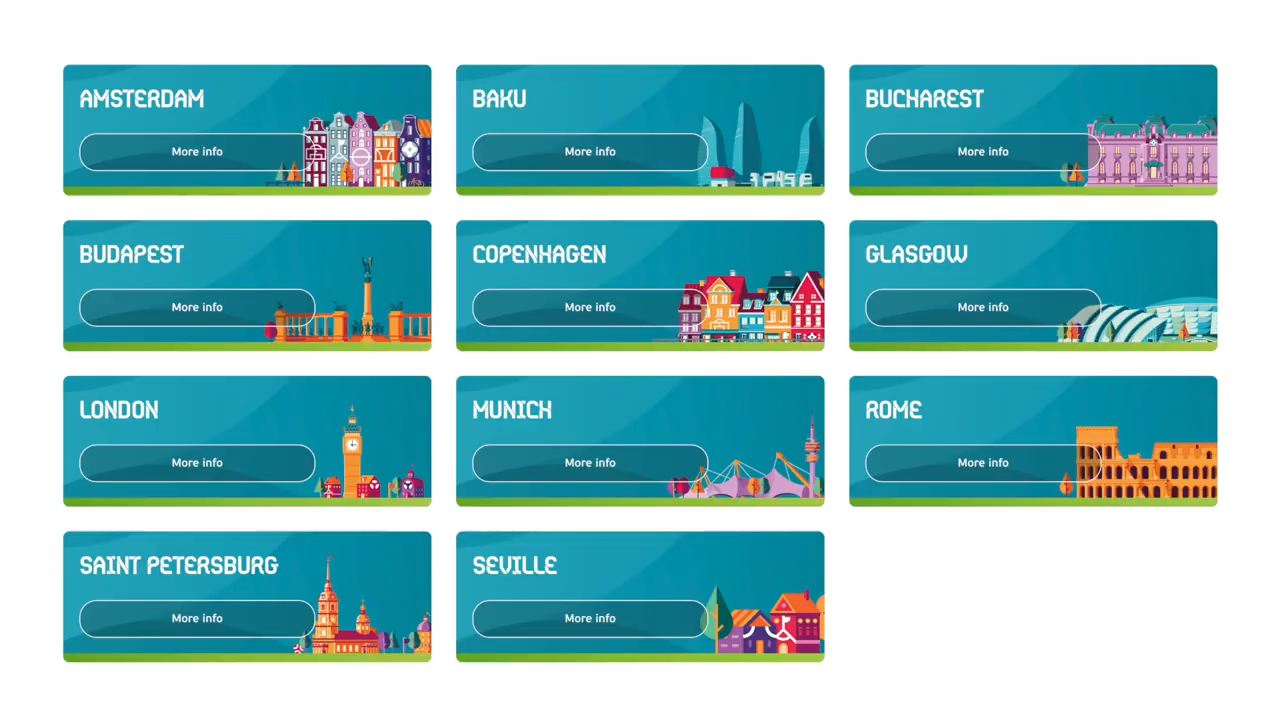 AMSTERDAM
More info
BAKU
More info
BUCHAREST
More info
BUDAPEST
More info
COPENHAGEN
More info
GLASGOW
More info
LONDON
More info
MUNICH
More info
ROME
More info
SAINT PETERSBURG
More info
SEVILLE
More info